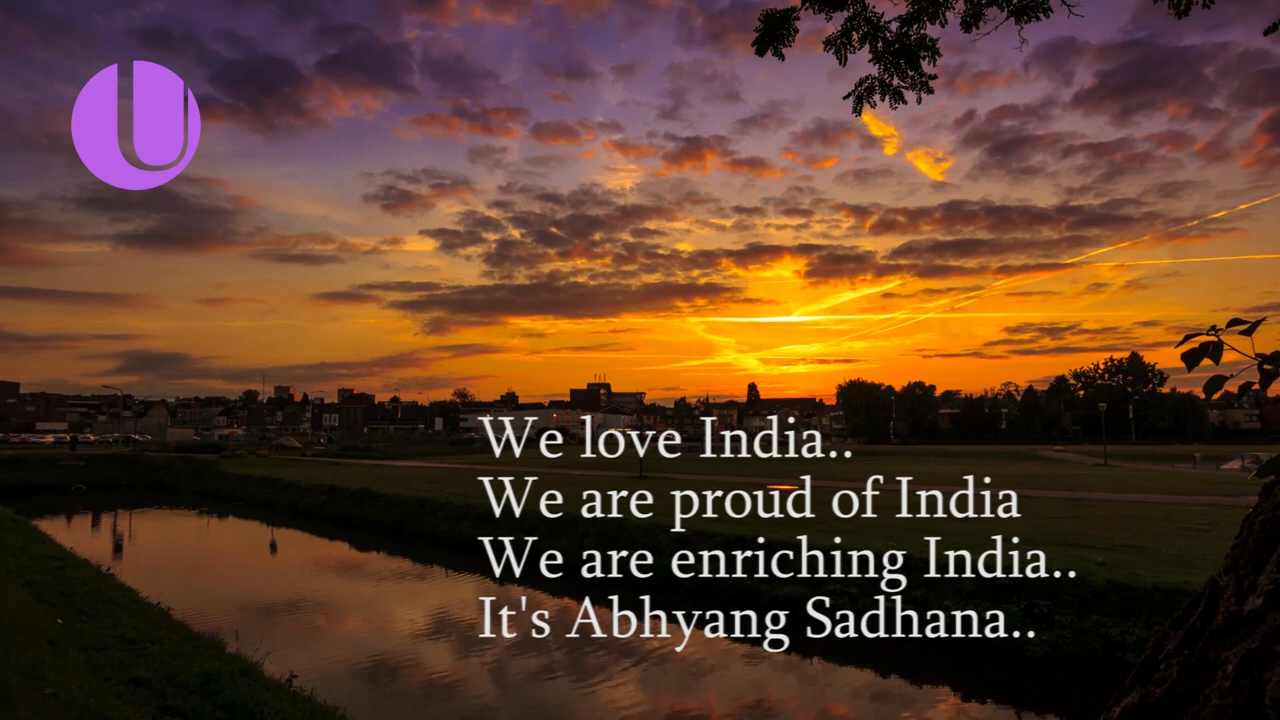 We love India..
We are proud of India
We are enriching India..
It's Abhyang Sadhana..